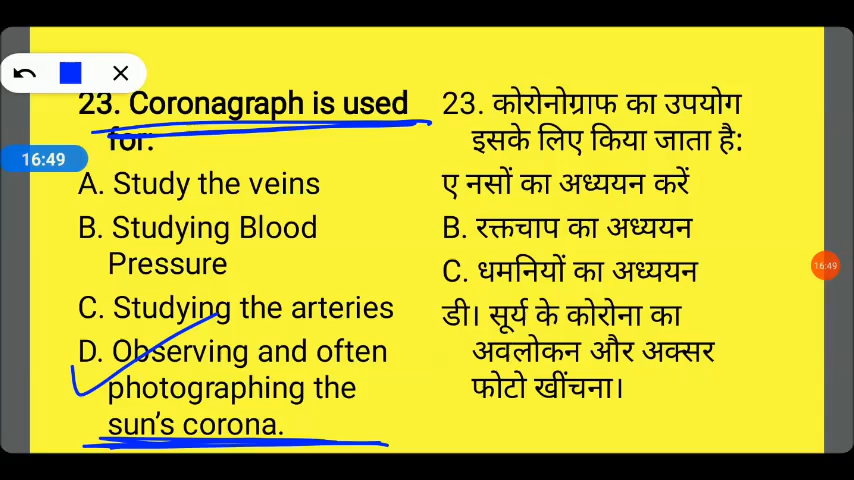 23. Coronagraph is used
for:
A. Study the veins
B. Studying Blood
Pressure
C. Studying the arteries
D. Observing and often
photographing the
sun's corona.
23. कोरोनोग्राफ का उपयोग
इसके लिए किया जाता है:
ए नसों का अध्ययन करें
B. रक्तचाप का अध्ययन
C. धमनियों का अध्ययन
डी। सूर्य के कोरोना का
अवलोकन और अक्सर
फोटो खींचना।
16:49
16:49